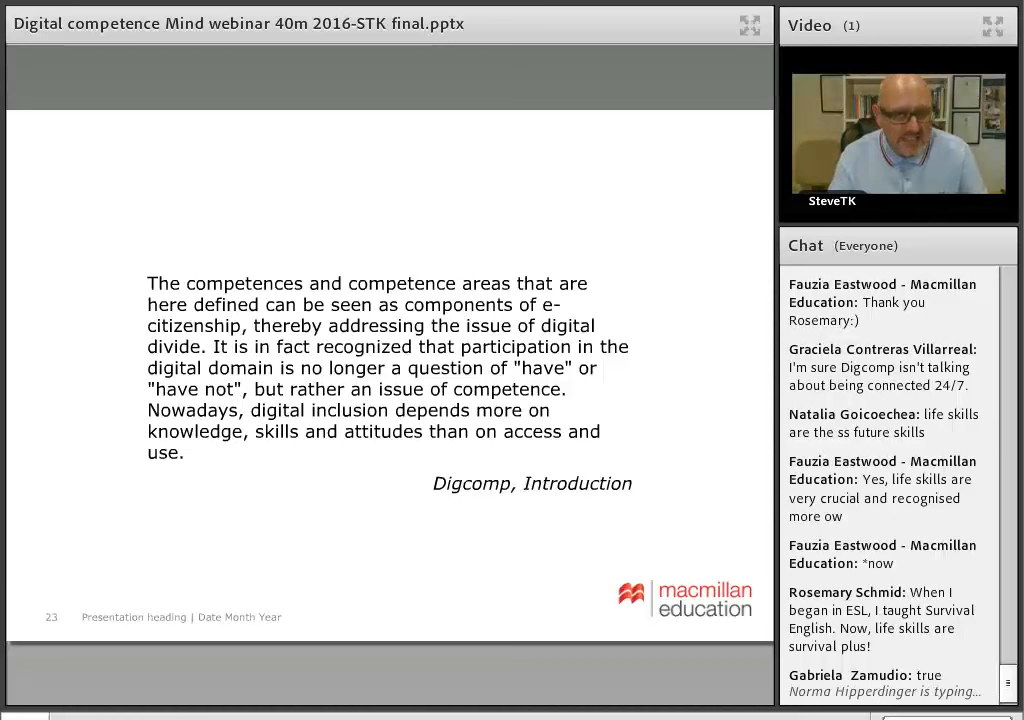 Digital competence Mind webinar 40m 2016-STK final.pptx
The competences and competence areas that are
here defined can be seen as components of e-
citizenship, thereby addressing the issue of digital
divide. It is in fact recognized that participation in the
digital domain is no longer a question of "have" or
"have not", but rather an issue of competence.
Nowadays, digital inclusion depends more on
knowledge, skills and attitudes than on access and
use.
Digcomp, Introduction
macmillan
education
23 Presentation heading | Date Month Year
Video (1)
SteveTK
Chat (Everyone)
Fauzia Eastwood - Macmillan
Education: Thank you
Rosemary:)
Graciela Contreras Villarreal:
I'm sure Digcomp isn't talking
about being connected 24/7.
Natalia Goicoechea: life skills
are the ss future skills
Fauzia Eastwood - Macmillan
Education: Yes, life skills are
very crucial and recognised
more ow
Fauzia Eastwood - Macmillan
Education: *now
Rosemary Schmid: When I
began in ESL, I taught Survival
English. Now, life skills are
survival plus!
Gabriela Zamudio: true
Norma Hipperdinger is typing...